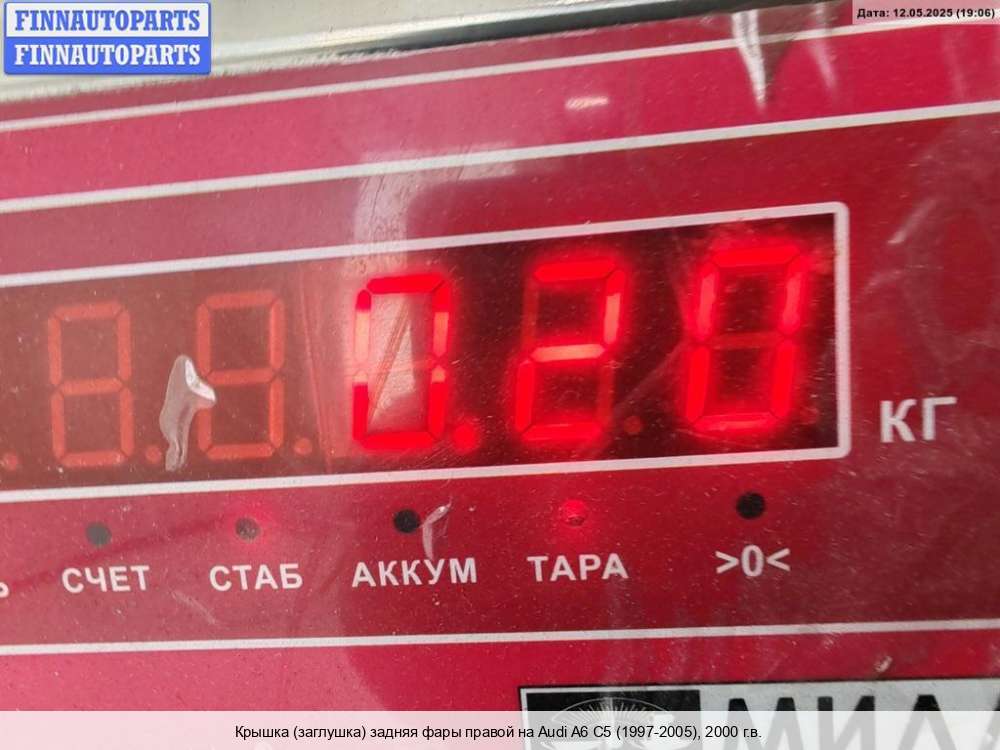 FINNAUTOPARTS
FINNAUTOPARTS
Дата: 12.05.2025 (19:06)
0.20
КГ
СЧЕТ СТАБ АККУМ ТАРА >0<
Крышка (заглушка) задняя фары правой на Audi A6 C5 (1997-2005), 2000 г.в.